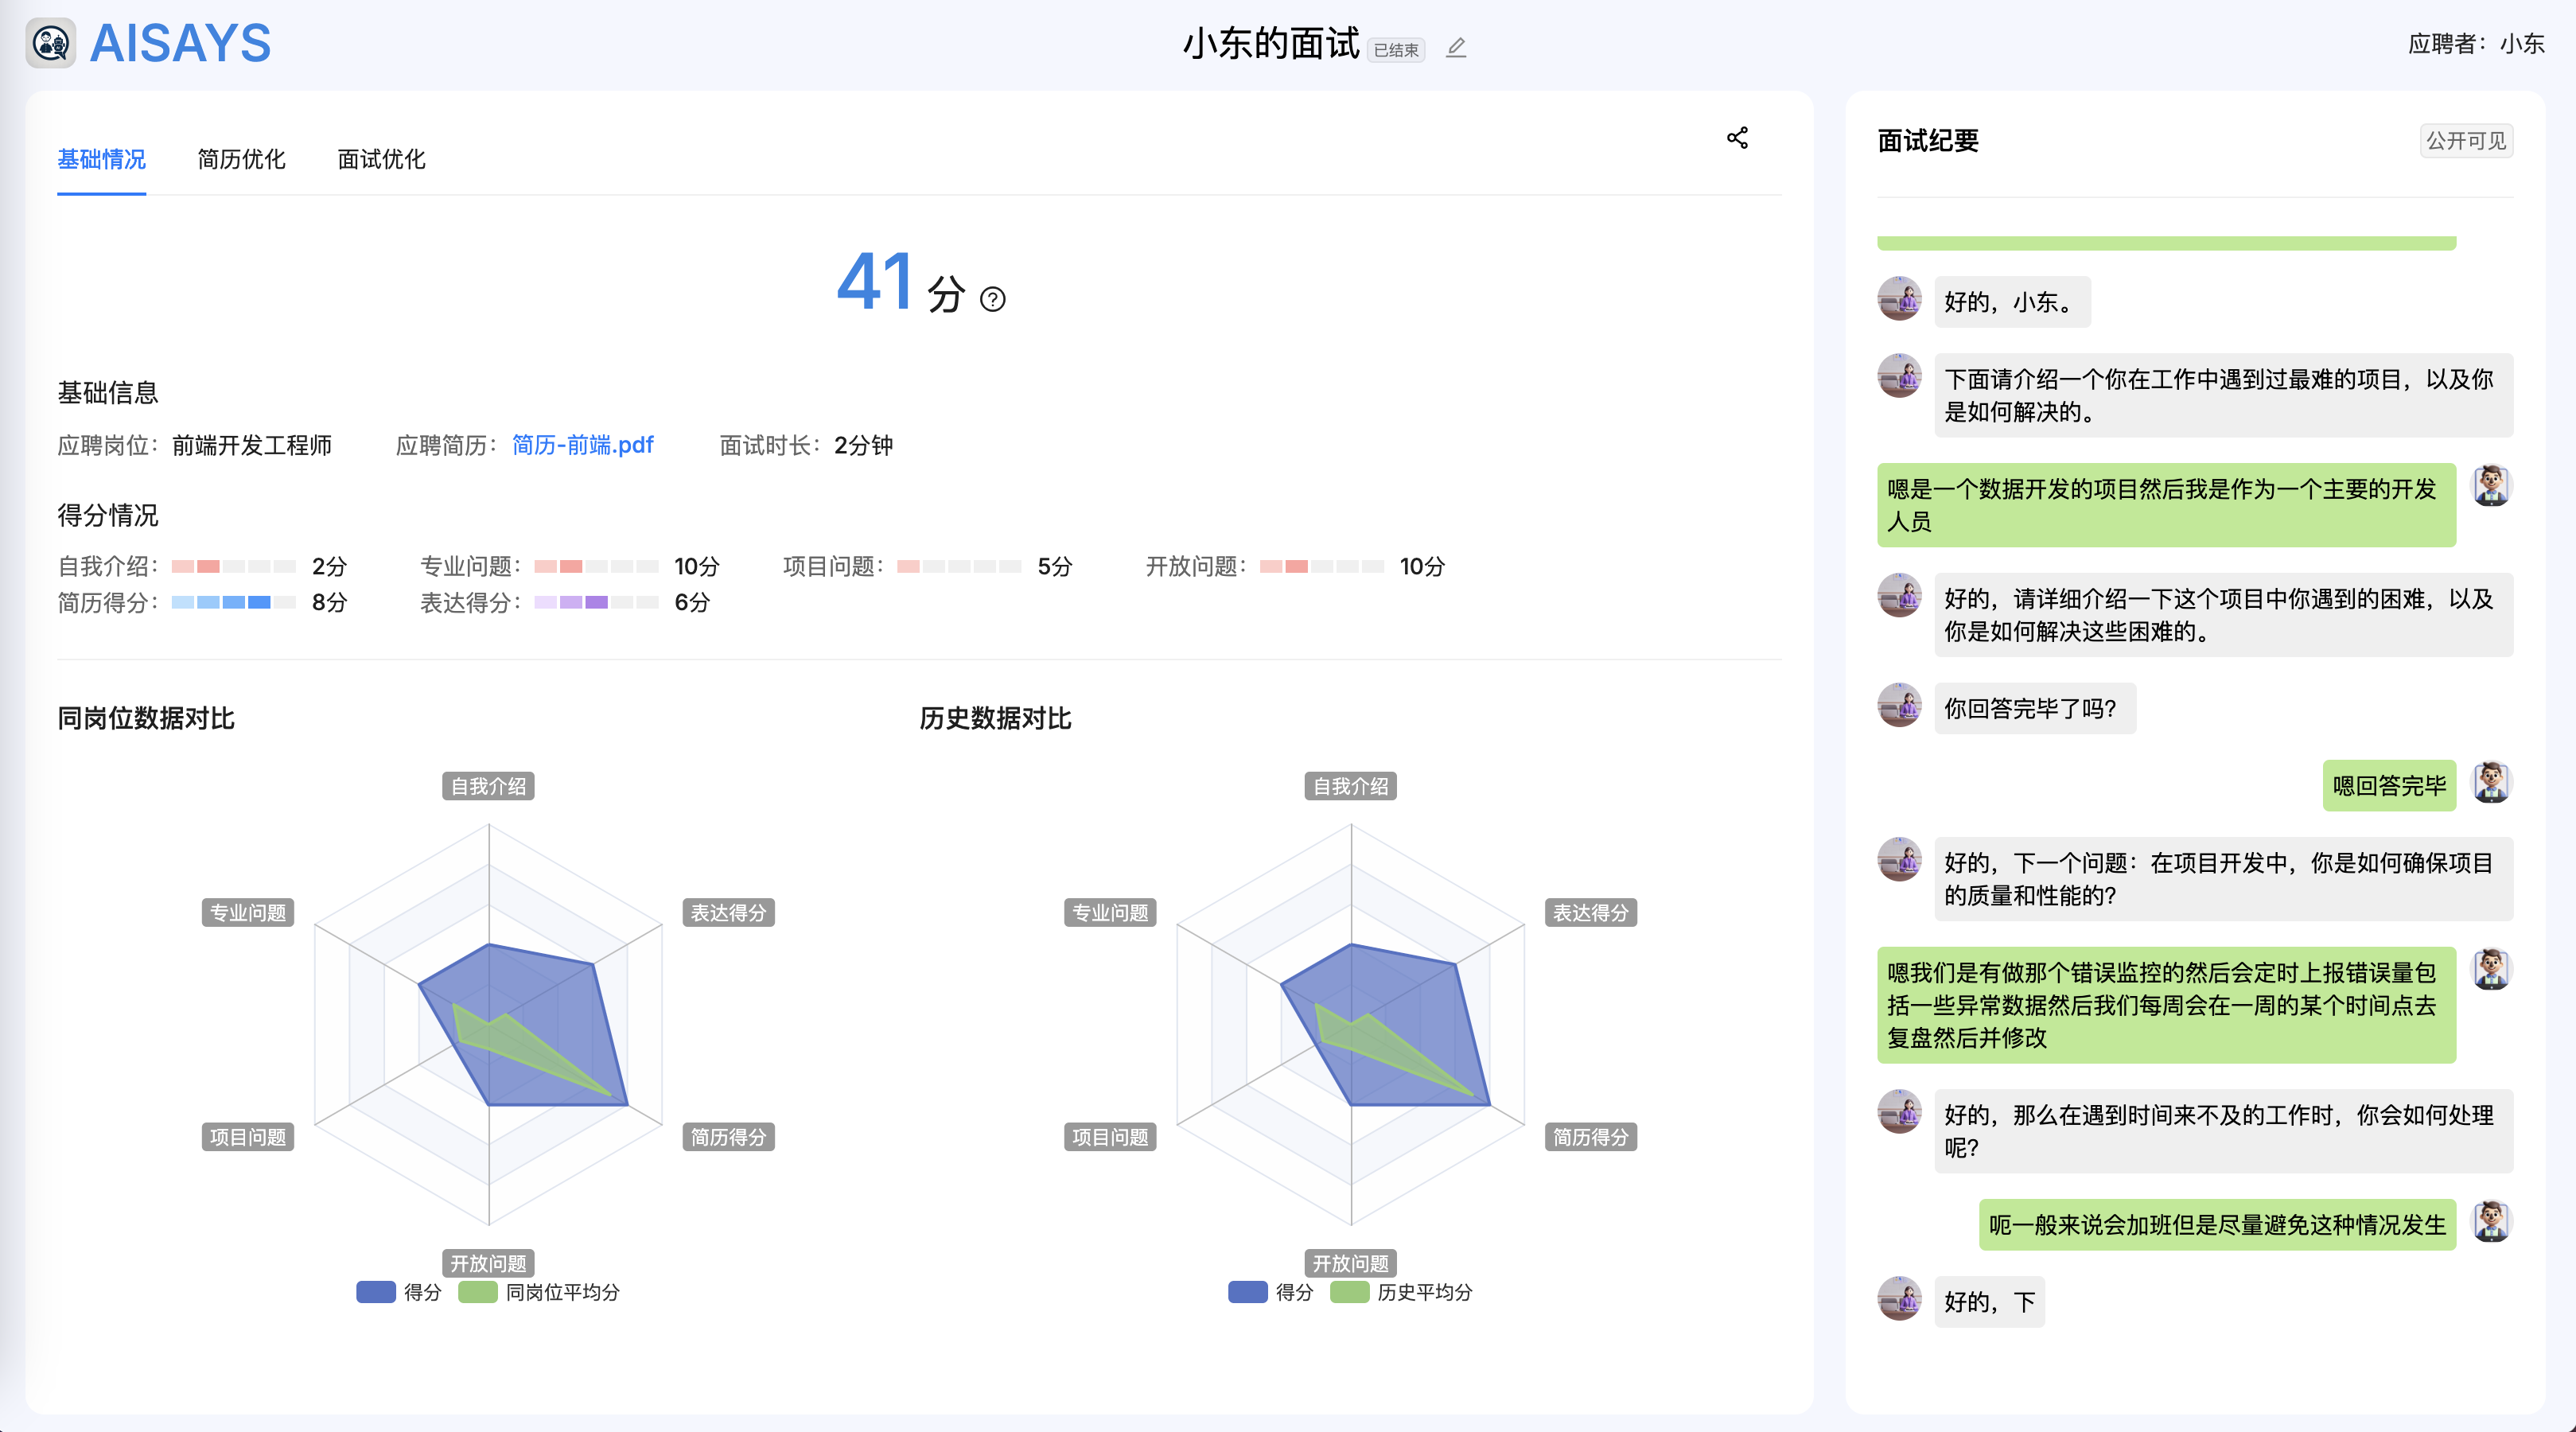 AISAYS
小东的面试 已结束
应聘者：小东
基础情况 简历优化 面试优化
41 分
基础信息
应聘岗位：前端开发工程师 应聘简历：简历-前端.pdf 面试时长：2分钟
得分情况
自我介绍： 2分 专业问题： 10分 项目问题： 5分 开放问题： 10分
简历得分： 8分 表达得分： 6分
同岗位数据对比
自我介绍
专业问题 表达得分
项目问题 简历得分
开放问题
得分 同岗位平均分
历史数据对比
自我介绍
专业问题 表达得分
项目问题 简历得分
开放问题
得分 历史平均分
面试纪要 公开可见
好的，小东。
下面请介绍一个你在工作中遇到过最难的项目，以及你
是如何解决的。
嗯是一个数据开发的项目然后我是作为一个主要的开发
人员
好的，请详细介绍一下这个项目中你遇到的困难，以及
你是如何解决这些困难的。
你回答完毕了吗？
嗯回答完毕
好的，下一个问题：在项目开发中，你是如何确保项目
的质量和性能的？
嗯我们是有做那个错误监控的然后会定时上报错误量包
括一些异常数据然后我们每周会在一周的某个时间点去
复盘然后并修改
好的，那么在遇到时间来不及的工作时，你会如何处理
呢？
呃一般来说会加班但是尽量避免这种情况发生
好的，下